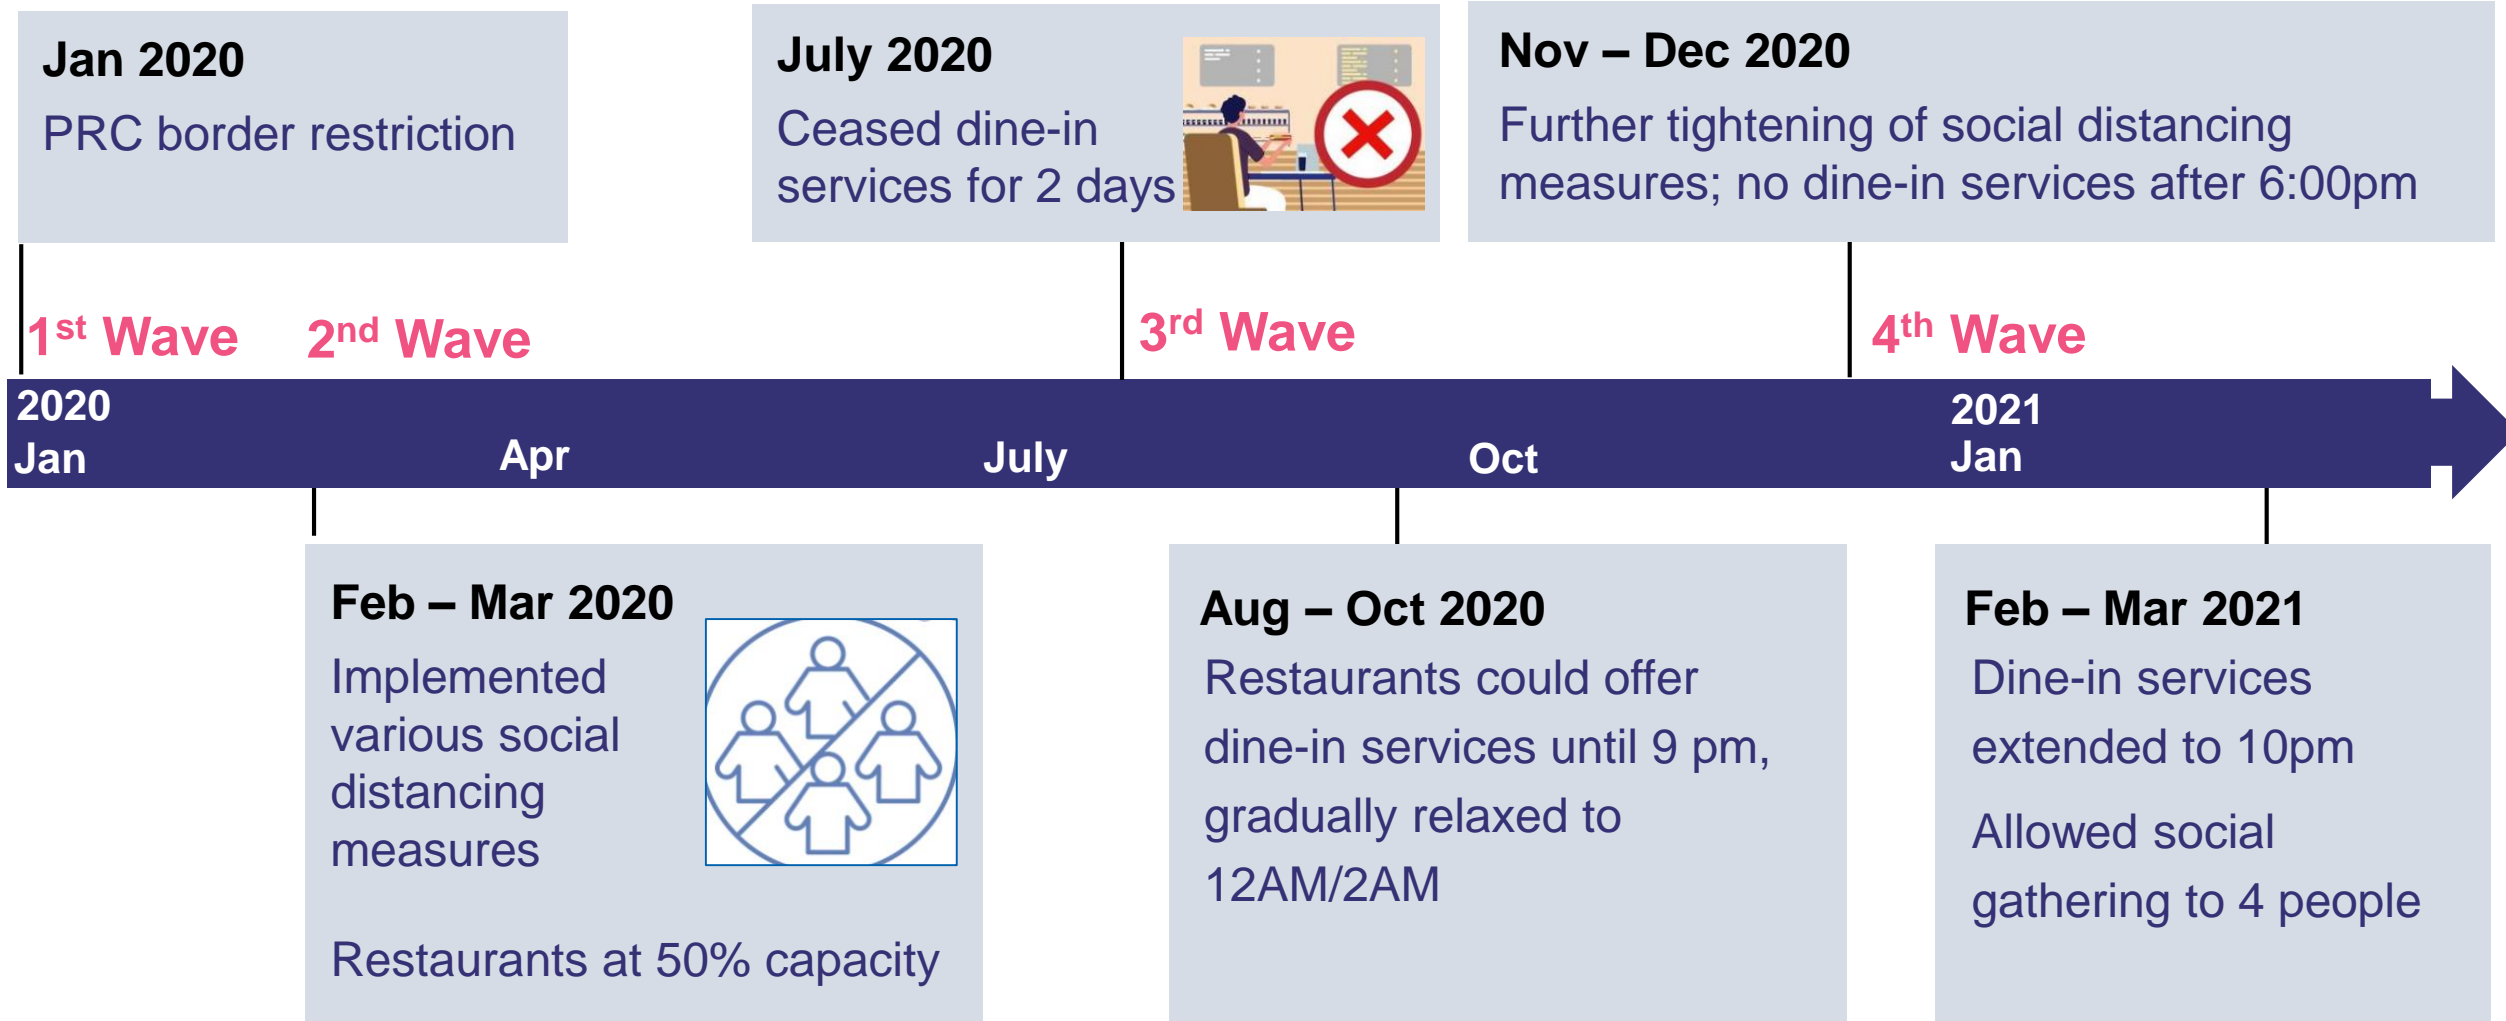 Jan 2020
PRC border restriction
July 2020
Ceased dine-in
services for 2 days
Nov – Dec 2020
Further tightening of social distancing
measures; no dine-in services after 6:00pm
1st Wave
2nd Wave
3rd Wave
4th Wave
2020
Jan
Apr
July
Oct
2021
Jan
Feb – Mar 2020
Implemented
various social
distancing
measures
Restaurants at 50% capacity
Aug – Oct 2020
Restaurants could offer
dine-in services until 9 pm,
gradually relaxed to
12AM/2AM
Feb – Mar 2021
Dine-in services
extended to 10pm
Allowed social
gathering to 4 people